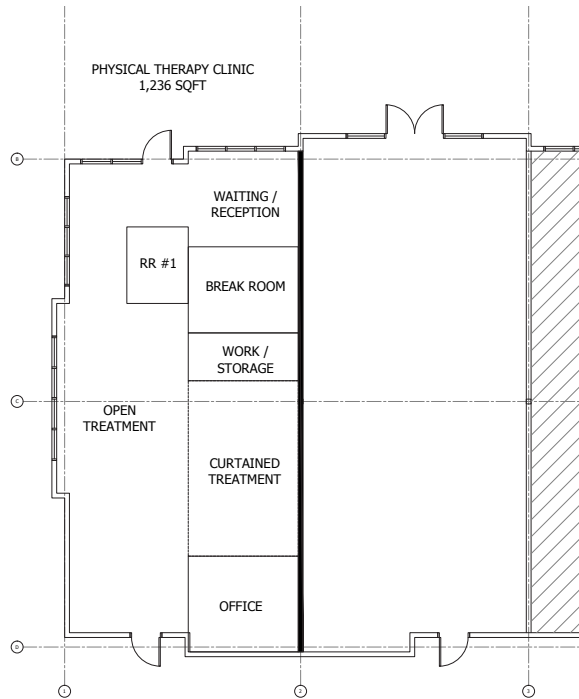 PHYSICAL THERAPY CLINIC
1,236 SQFT
B
WAITING /
RECEPTION
RR #1
BREAK ROOM
WORK /
STORAGE
C
OPEN
TREATMENT
CURTAINED
TREATMENT
OFFICE
D
1
2
3